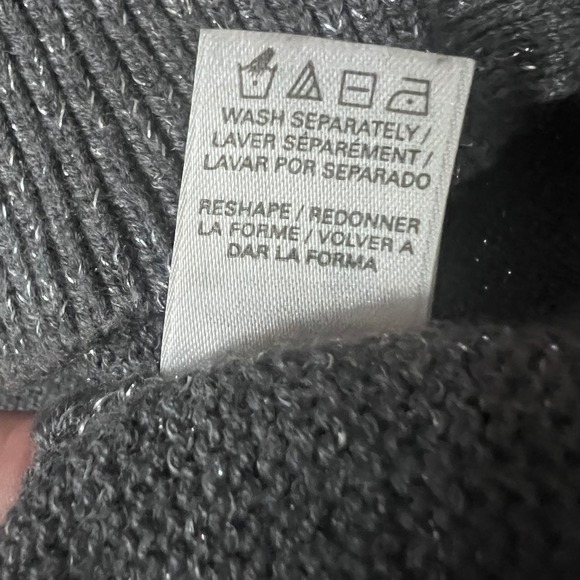 WASH SEPARATELY /
LAVER SÉPARÉMENT /
LAVAR POR SEPARADO
RESHAPE / REDONNER
LA FORME / VOLVER A
DAR LA FORMA